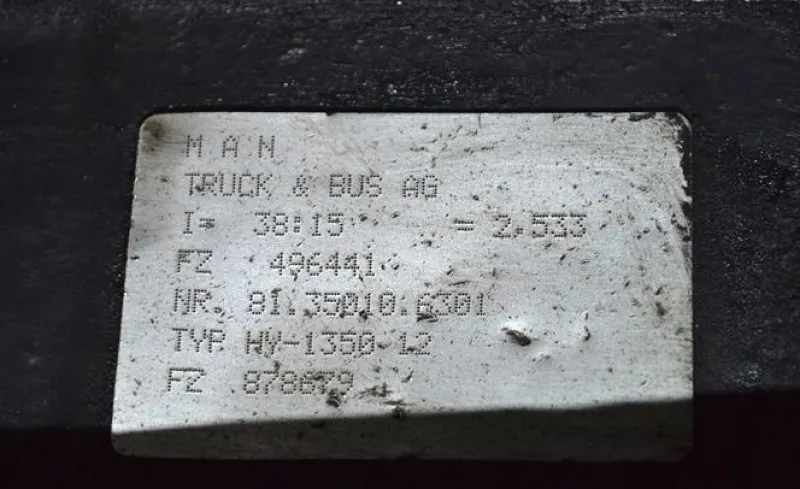 M A N
TRUCK & BUS AG
I= 38:15 = 2.533
FZ 496441
NR. 81.35010.6301
TYP HY-1350-12
FZ 878679